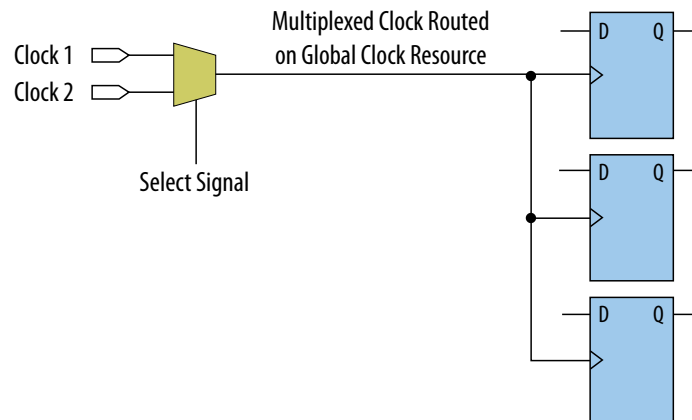 Multiplexed Clock Routed
on Global Clock Resource
Clock 1
Clock 2
Select Signal
D Q
D Q
D Q